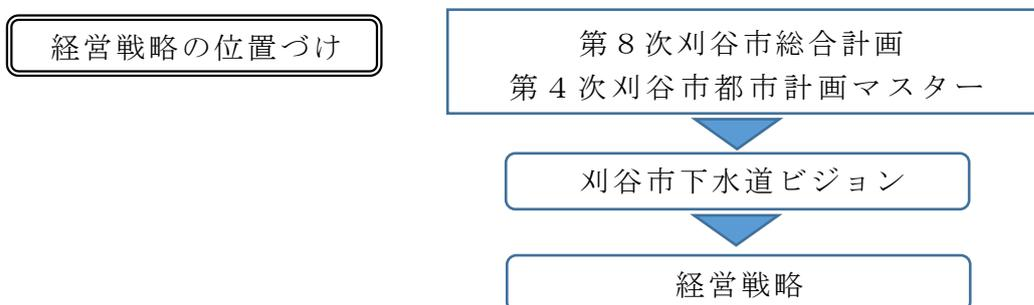 経営戦略の位置づけ
第８次刈谷市総合計画
第４次刈谷市都市計画マスター
刈谷市下水道ビジョン
経営戦略